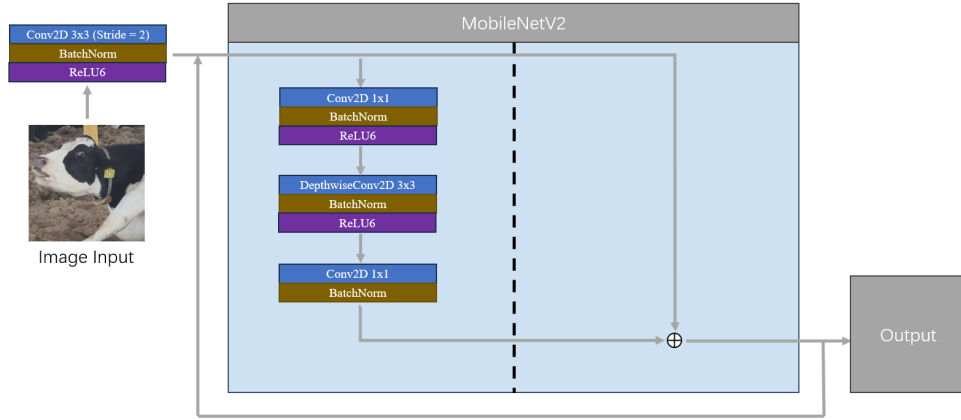 MobileNetV2
Conv2D 3x3 (Stride = 2)
BatchNorm
ReLU6
Image Input
Conv2D 1x1
BatchNorm
ReLU6
DepthwiseConv2D 3x3
BatchNorm
ReLU6
Conv2D 1x1
BatchNorm
Output